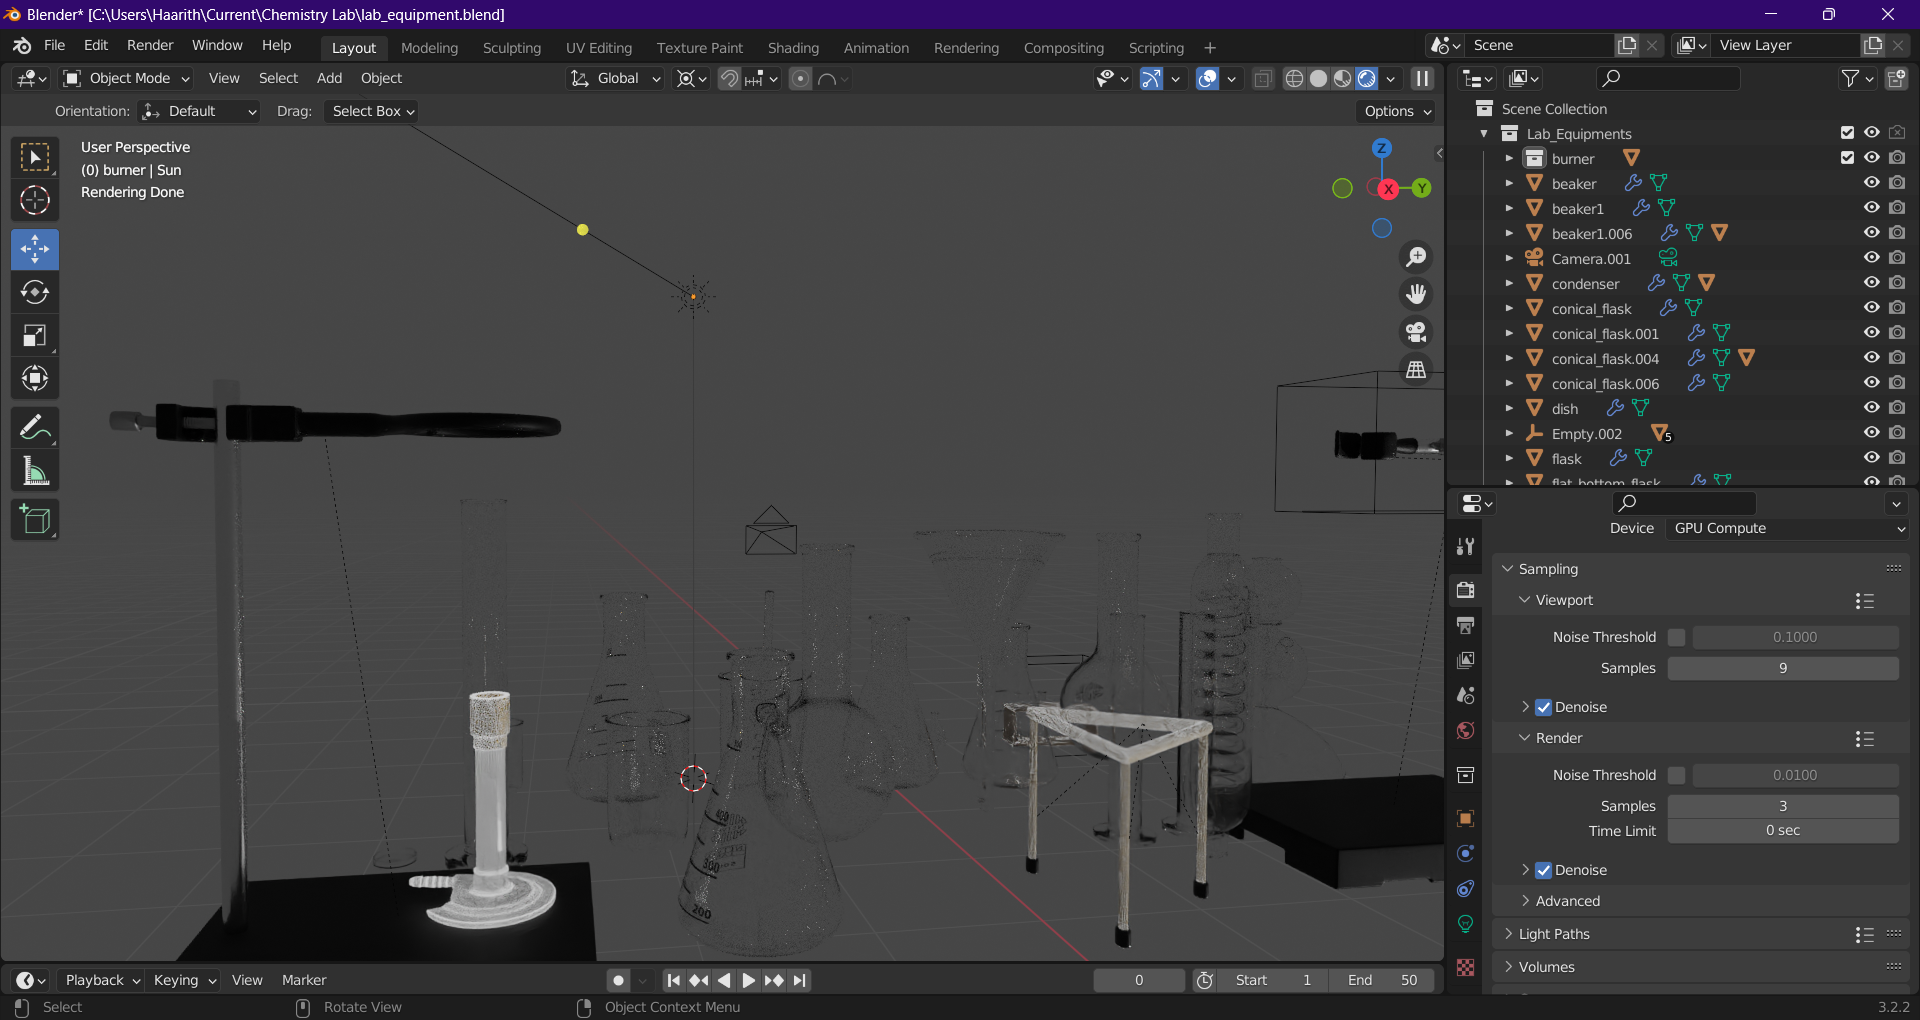 Blender* [C:\Users\Haarith\Current\Chemistry Lab\lab_equipment.blend]
File Edit Render Window Help Layout Modeling Sculpting UV Editing Texture Paint Shading Animation Rendering Compositing Scripting + Scene View Layer
Object Mode View Select Add Object Global
Orientation: Default Drag: Select Box Options
User Perspective
(0) burner | Sun
Rendering Done
Z
X
Y
400
300
200
Scene Collection
Lab_Equipments
burner
beaker
beaker1
beaker1.006
Camera.001
condenser
conical_flask
conical_flask.001
conical_flask.004
conical_flask.006
dish
Empty.002 5
flask
flat_bottom_flask
Device GPU Compute
Sampling
Viewport
Noise Threshold 0.1000
Samples 9
Denoise
Render
Noise Threshold 0.0100
Samples 3
Time Limit 0 sec
Denoise
Advanced
Light Paths
Volumes
Playback Keying View Marker 0 Start 1 End 50
Select Rotate View Object Context Menu 3.2.2